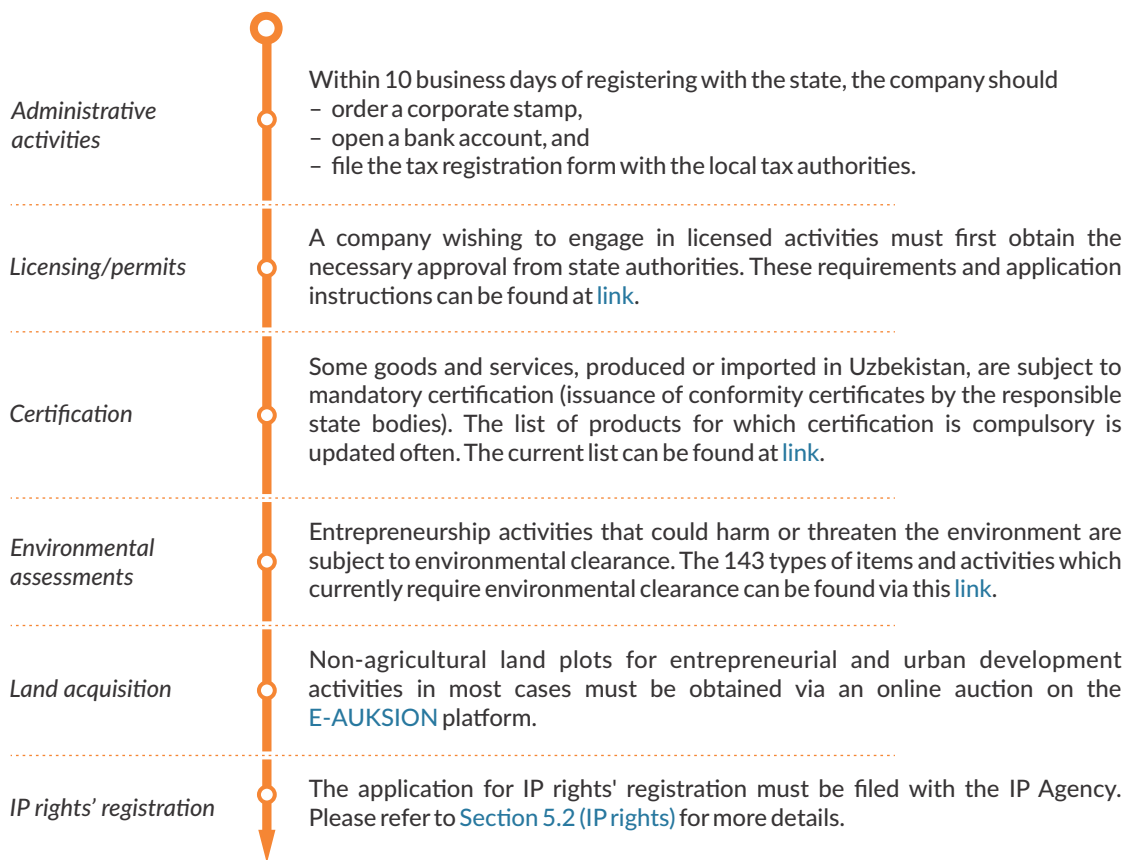 Administrative
activities
Within 10 business days of registering with the state, the company should
– order a corporate stamp,
– open a bank account, and
– file the tax registration form with the local tax authorities.
Licensing/permits
A company wishing to engage in licensed activities must first obtain the
necessary approval from state authorities. These requirements and application
instructions can be found at link.
Certification
Some goods and services, produced or imported in Uzbekistan, are subject to
mandatory certification (issuance of conformity certificates by the responsible
state bodies). The list of products for which certification is compulsory is
updated often. The current list can be found at link.
Environmental
assessments
Entrepreneurship activities that could harm or threaten the environment are
subject to environmental clearance. The 143 types of items and activities which
currently require environmental clearance can be found via this link.
Land acquisition
Non-agricultural land plots for entrepreneurial and urban development
activities in most cases must be obtained via an online auction on the
E-AUKSION platform.
IP rights’ registration
The application for IP rights' registration must be filed with the IP Agency.
Please refer to Section 5.2 (IP rights) for more details.